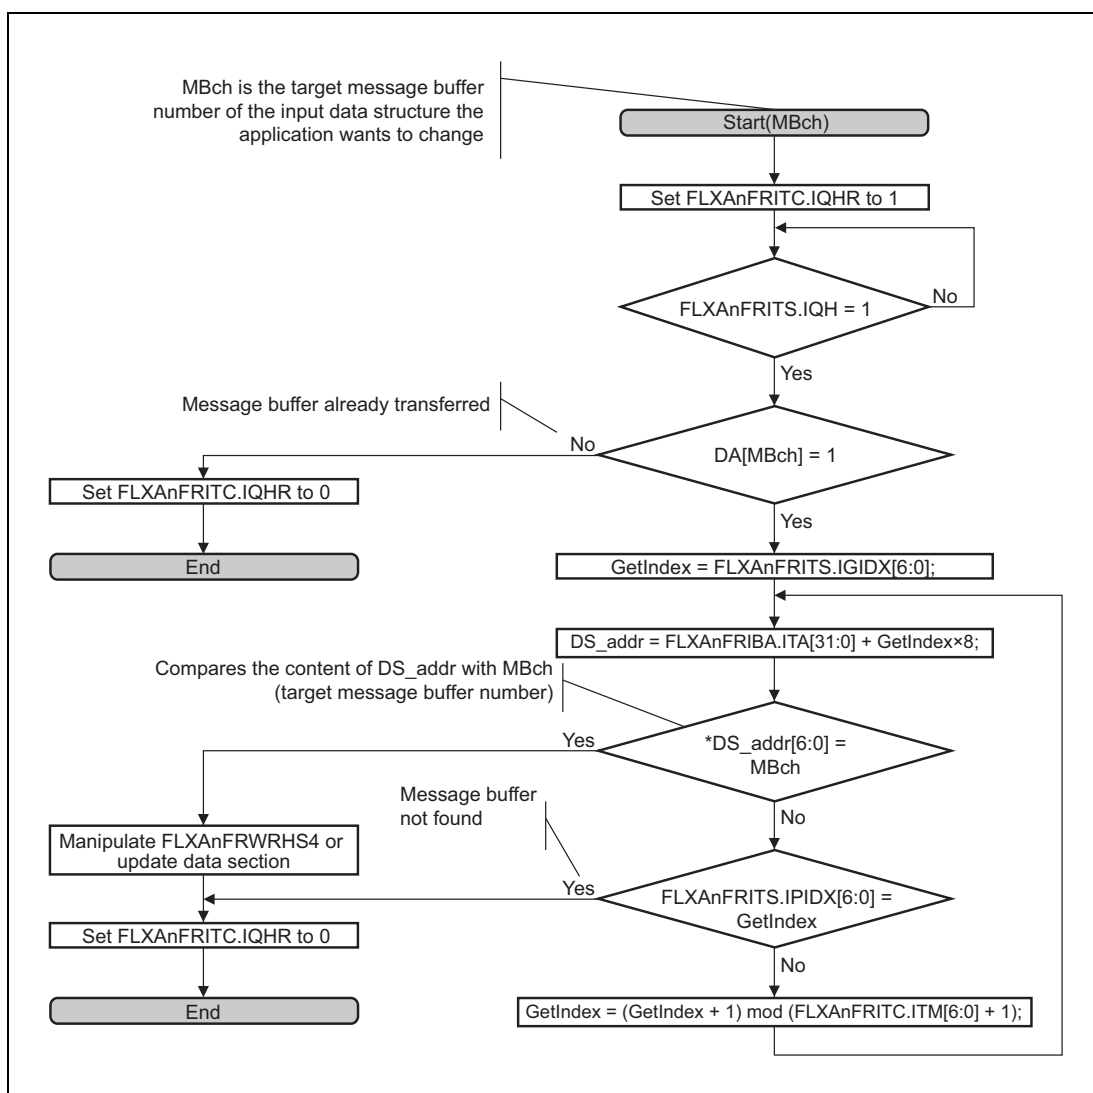 MBch is the target message buffer
number of the input data structure the
application wants to change
Start(MBch)
Set FLXAnFRITC.IQHR to 1
FLXAnFRITS.IQH = 1
No
Yes
Message buffer already transferred
No
DA[MBch] = 1
Set FLXAnFRITC.IQHR to 0
Yes
End
GetIndex = FLXAnFRITS.IGIDX[6:0];
DS_addr = FLXAnFRIBA.ITA[31:0] + GetIndex×8;
Compares the content of DS_addr with MBch
(target message buffer number)
Yes
*DS_addr[6:0] =
MBch
Message buffer
not found
No
Manipulate FLXAnFRWRHS4 or
update data section
Yes
FLXAnFRITS.IPIDX[6:0] =
GetIndex
Set FLXAnFRITC.IQHR to 0
No
End
GetIndex = (GetIndex + 1) mod (FLXAnFRITC.ITM[6:0] + 1);